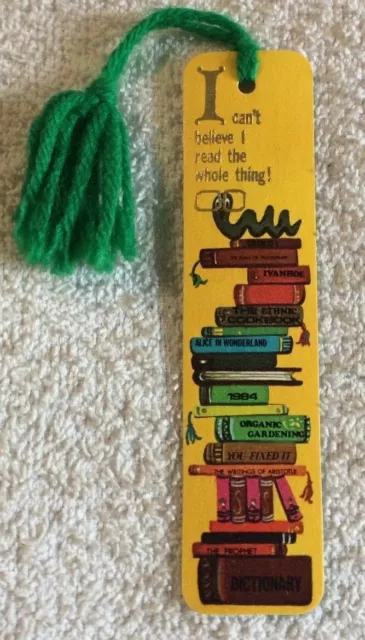 I can't
believe I
read the
whole thing!
IVANHOE
THE ETHNIC
COOKBOOK
ALICE IN WONDERLAND
1984
ORGANIC
GARDENING
YOU FIXED IT
THE WRITINGS OF ARISTOTLE
THE PROPHET
DICTIONARY